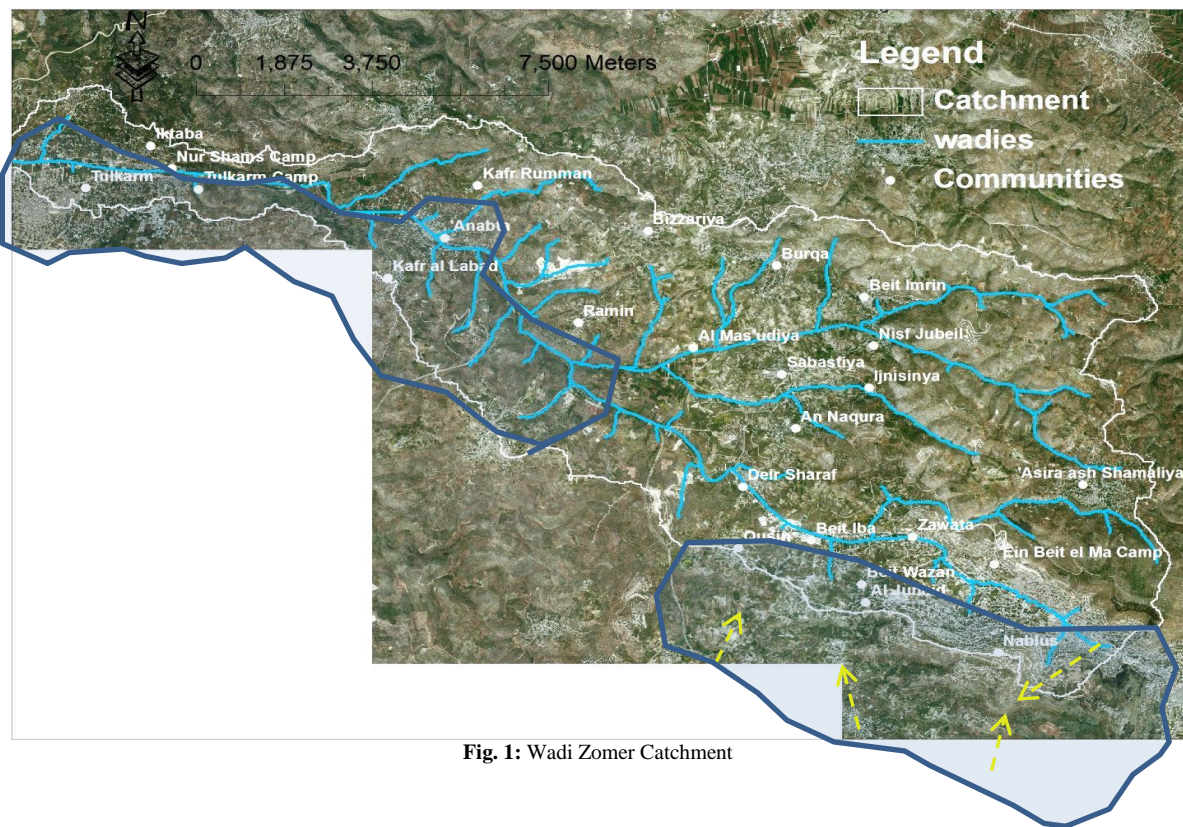 N
0 1,875 3,750 7,500 Meters
Legend
Catchment
wadies
Communities
Iktaba
Nur Shams Camp
Tulkarm
Tulkarm Camp
Kafr Rumman
'Anabta
Bizzariya
Kafr al Labad
Burqa
Beit Imrin
Ramin
Al Mas'udiya
Nisf Jubeil
Sabastiya
Ijnisinya
An Naqura
Deir Sharaf
'Asira ash Shamaliya
Beit Iba
Zawata
Qusin
Ein Beit el Ma Camp
Beit Wazan
Al Juneid
Nablus
Fig. 1: Wadi Zomer Catchment